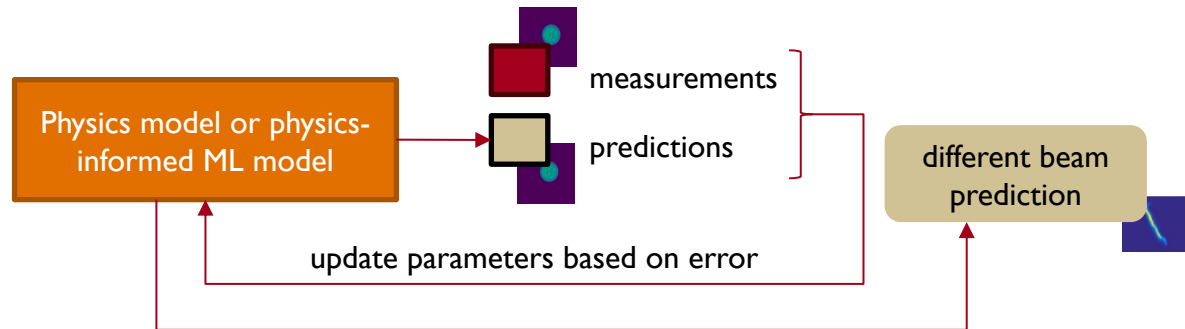 measurements
Physics model or physics-
informed ML model
predictions
different beam
prediction
update parameters based on error